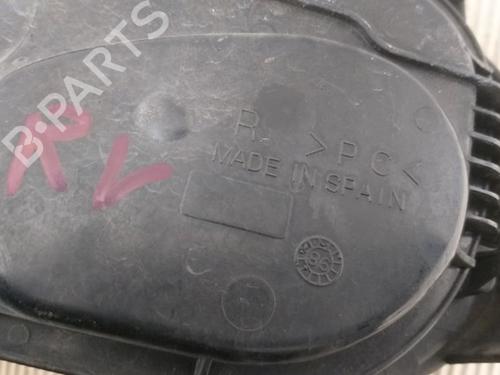 B-PARTS
R.
>PC<
MADE IN SPAIN
RV